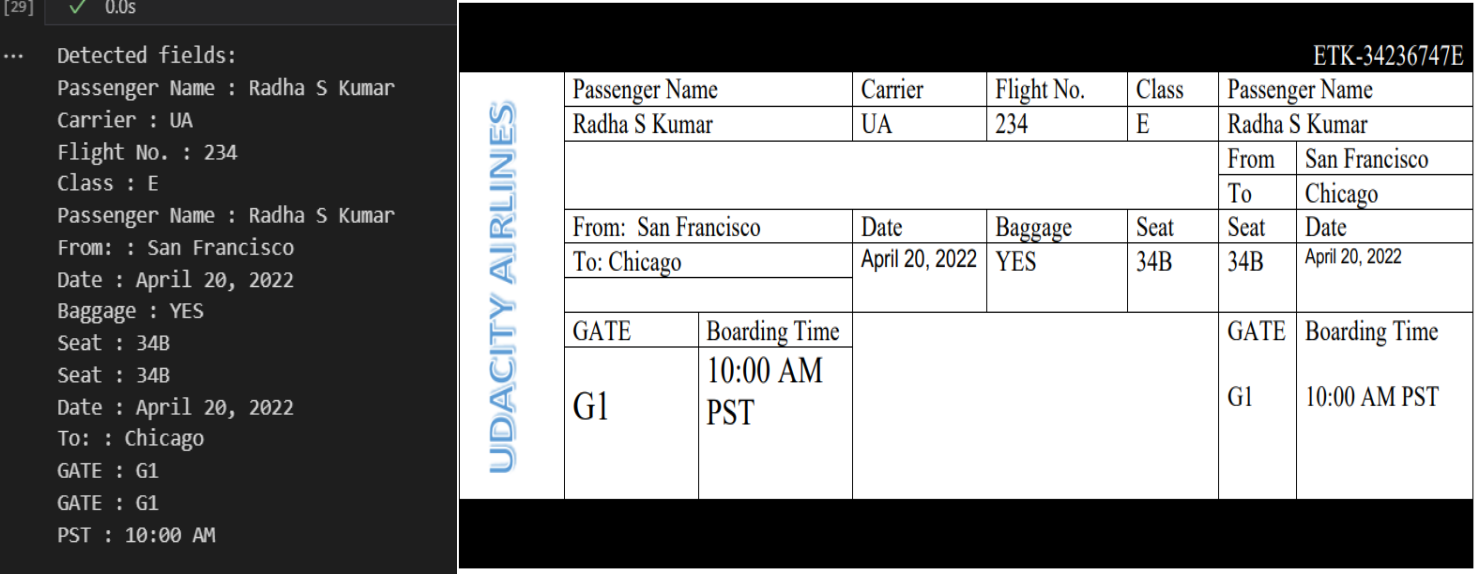 [29] ✓ 0.0s
... Detected fields:
Passenger Name : Radha S Kumar
Carrier : UA
Flight No. : 234
Class : E
Passenger Name : Radha S Kumar
From: : San Francisco
Date : April 20, 2022
Baggage : YES
Seat : 34B
Seat : 34B
Date : April 20, 2022
To: : Chicago
GATE : G1
GATE : G1
PST : 10:00 AM
ETK-34236747E
UDACITY AIRLINES
Passenger Name Carrier Flight No. Class Passenger Name
Radha S Kumar UA 234 E Radha S Kumar
From San Francisco
To Chicago
From: San Francisco Date Baggage Seat Seat Date
To: Chicago April 20, 2022 YES 34B 34B April 20, 2022
GATE Boarding Time GATE Boarding Time
G1 10:00 AM
PST
G1 10:00 AM PST